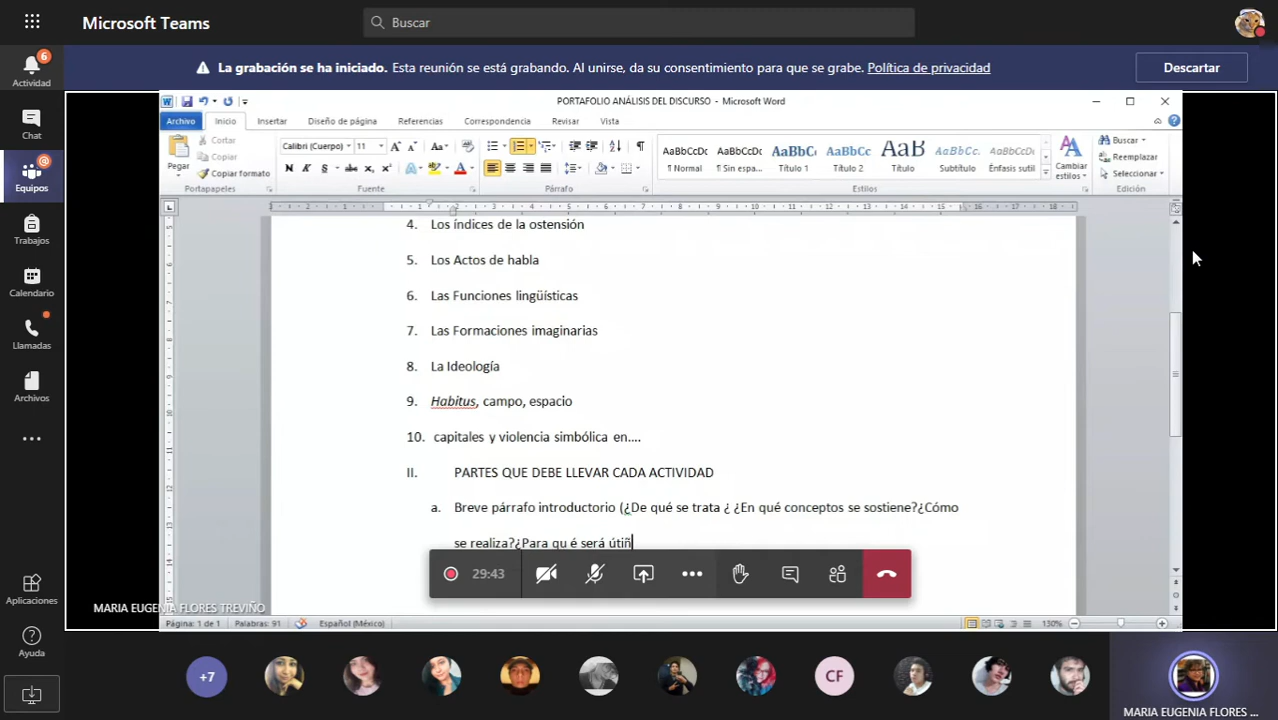 Microsoft Teams
Buscar
6
Actividad
La grabación se ha iniciado. Esta reunión se está grabando. Al unirse, da su consentimiento para que se grabe. Política de privacidad
Descartar
Chat
Equipos
Trabajos
Calendario
Llamadas
Archivos
Aplicaciones
Ayuda
PORTAFOLIO ANÁLISIS DEL DISCURSO - Microsoft Word
Archivo Inicio Insertar Diseño de página Referencias Correspondencia Revisar Vista
Pegar
Cortar
Copiar
Copiar formato
Portapapeles
Calibri (Cuerpo) 11
Fuente
Párrafo
AaBbCcDc AaBbCcDc AaBbC AaBbCc AaB AaBbCcL AaBbCcDc
¶ Normal ¶ Sin espa... Título 1 Título 2 Título Subtítulo Énfasis sutil
Estilos
Cambiar estilos
Buscar
Reemplazar
Seleccionar
Edición
4. Los índices de la ostensión
5. Los Actos de habla
6. Las Funciones lingüísticas
7. Las Formaciones imaginarias
8. La Ideología
9. Habitus, campo, espacio
10. capitales y violencia simbólica en....
II. PARTES QUE DEBE LLEVAR CADA ACTIVIDAD
a. Breve párrafo introductorio (¿De qué se trata ¿ ¿En qué conceptos se sostiene?¿Cómo
se realiza?¿Para qu é será útiñ
29:43
MARIA EUGENIA FLORES TREVIÑO
Página: 1 de 1 Palabras: 91 Español (México) 130%
+7
CF
MARIA EUGENIA FLORES ...